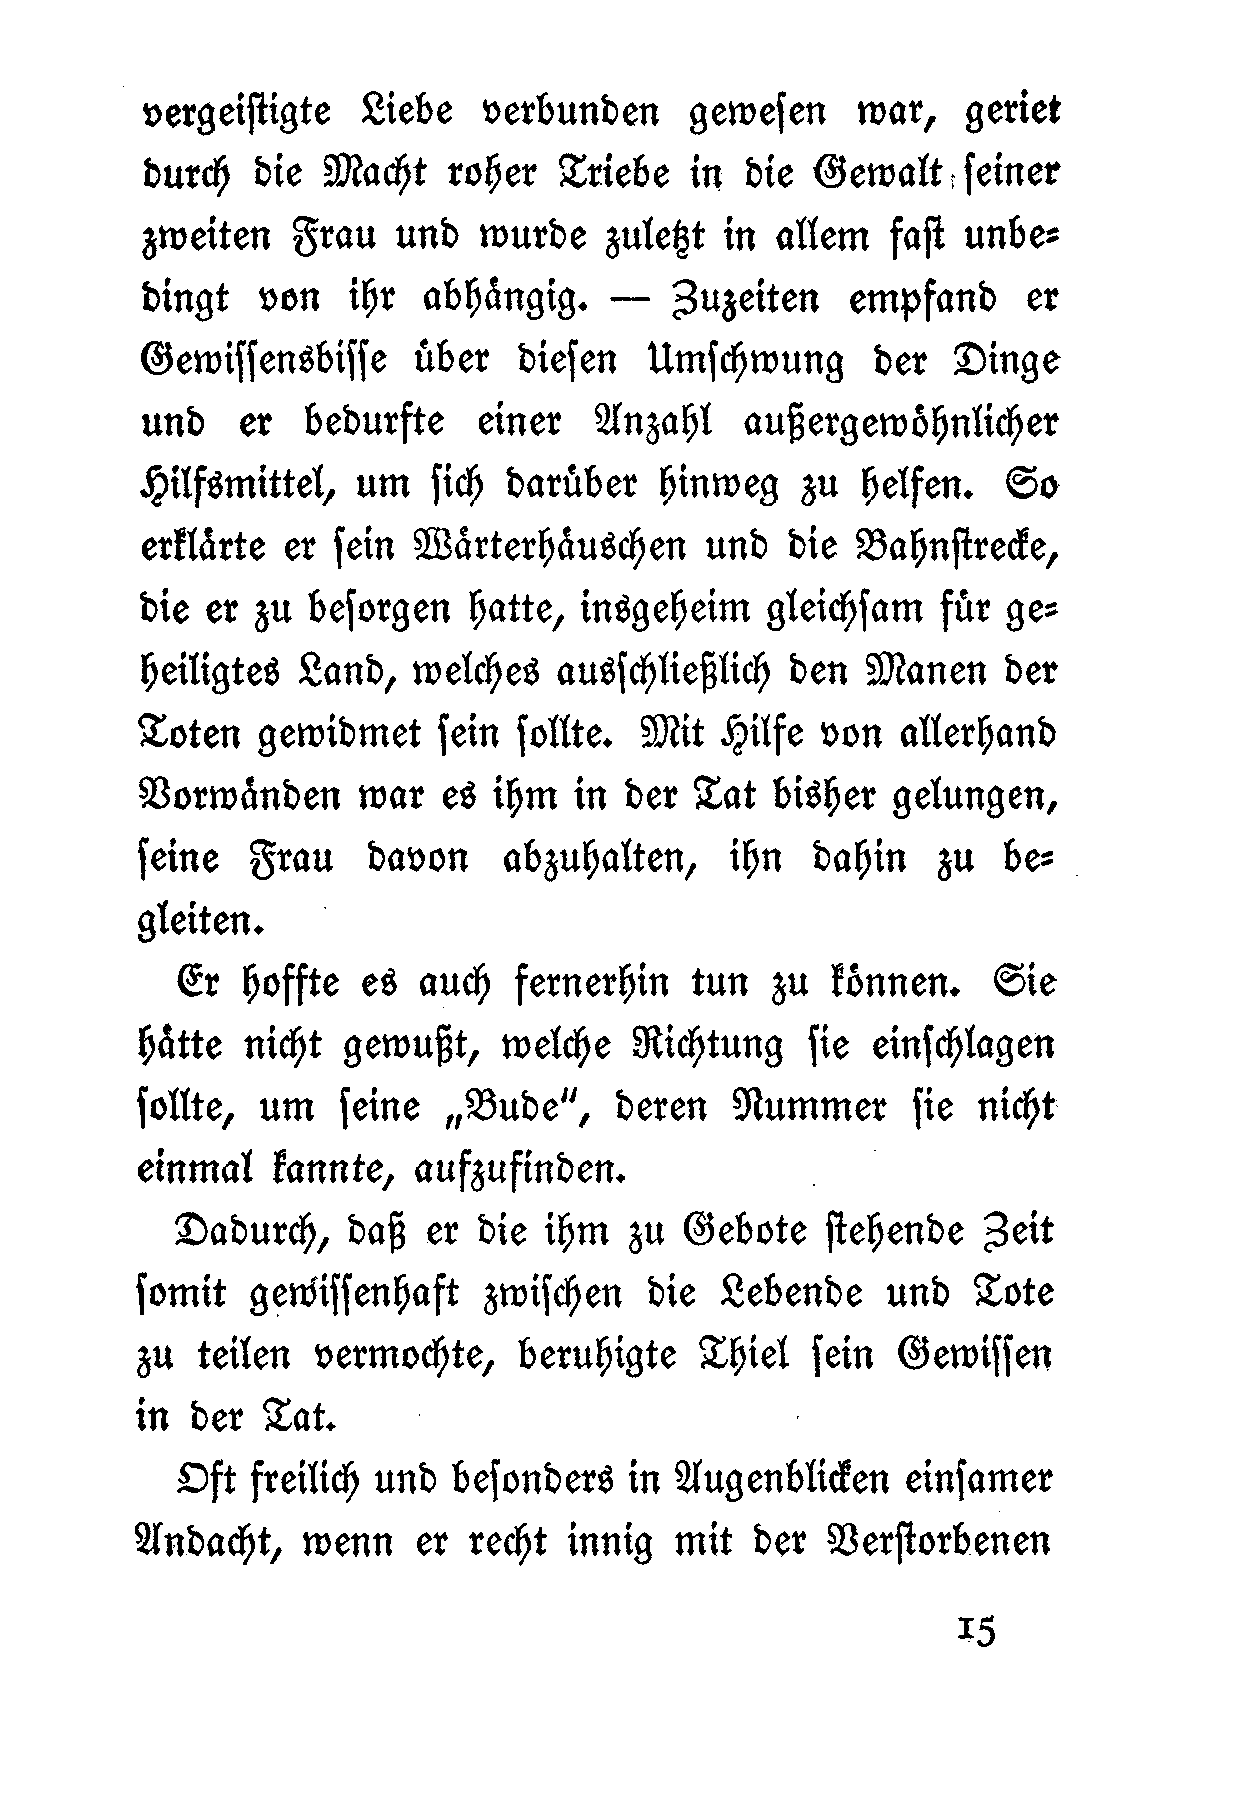 vergeiſtigte Liebe verbunden geweſen war, geriet
durch die Macht roher Triebe in die Gewalt ſeiner
zweiten Frau und wurde zuletzt in allem faſt unbe⸗
dingt von ihr abhängig. — Zuzeiten empfand er
Gewiſſensbiſſe über dieſen Umſchwung der Dinge
und er bedurfte einer Anzahl außergewöhnlicher
Hilfsmittel, um ſich darüber hinweg zu helfen. So
erklärte er ſein Wärterhäuschen und die Bahnſtrecke,
die er zu beſorgen hatte, insgeheim gleichſam für ge⸗
heiligtes Land, welches ausſchließlich den Manen der
Toten gewidmet ſein ſollte. Mit Hilfe von allerhand
Vorwänden war es ihm in der Tat bisher gelungen,
ſeine Frau davon abzuhalten, ihn dahin zu be⸗
gleiten.
Er hoffte es auch fernerhin tun zu können. Sie
hätte nicht gewußt, welche Richtung ſie einſchlagen
ſollte, um ſeine „Bude“, deren Nummer ſie nicht
einmal kannte, aufzufinden.
Dadurch, daß er die ihm zu Gebote ſtehende Zeit
ſomit gewiſſenhaft zwiſchen die Lebende und Tote
zu teilen vermochte, beruhigte Thiel ſein Gewiſſen
in der Tat.
Oft freilich und beſonders in Augenblicken einſamer
Andacht, wenn er recht innig mit der Verſtorbenen
15